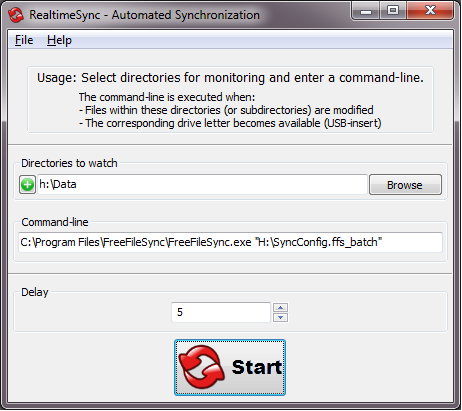 RealtimeSync - Automated Synchronization
File Help
Usage: Select directories for monitoring and enter a command-line.
The command-line is executed when:
- Files within these directories (or subdirectories) are modified
- The corresponding drive letter becomes available (USB-insert)
Directories to watch
h:\Data
Browse
Command-line
C:\Program Files\FreeFileSync\FreeFileSync.exe "H:\SyncConfig.ffs_batch"
Delay
5
Start